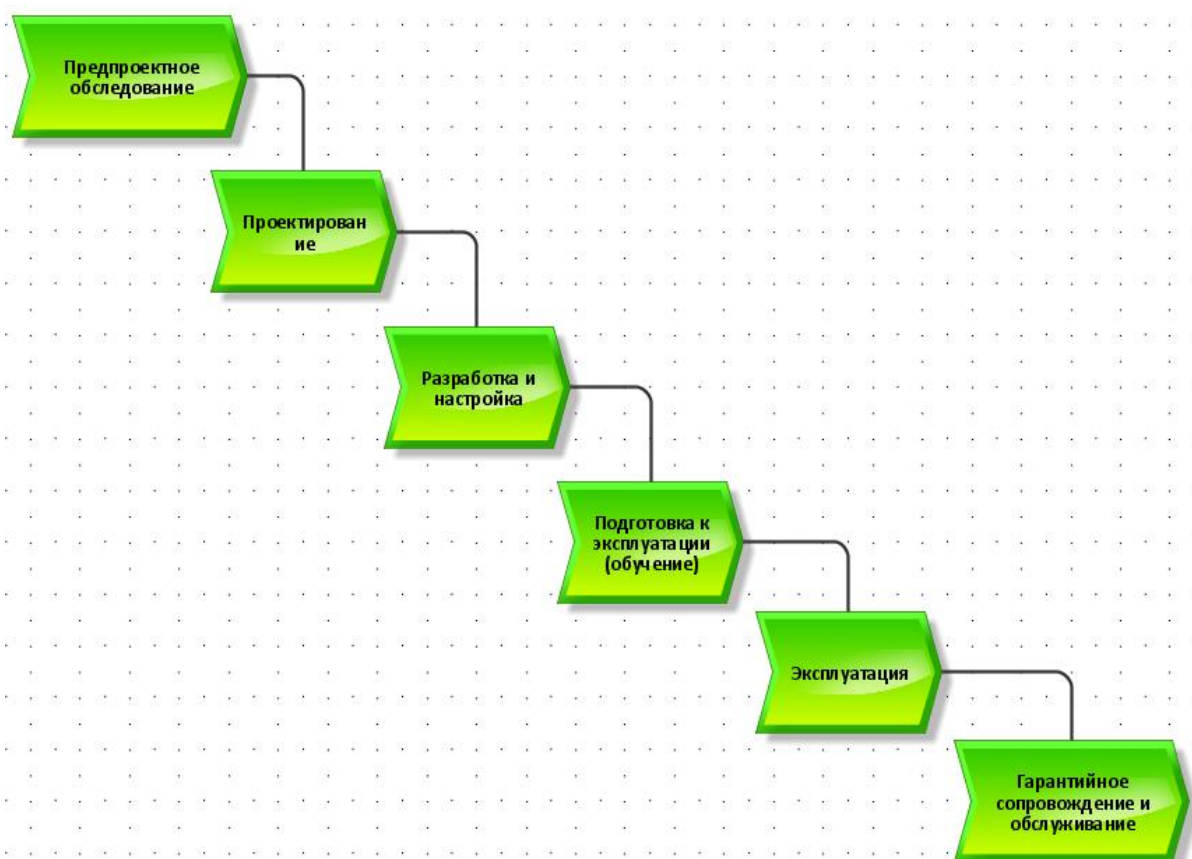 Предпроектное
обследование
Проектирован
ие
Разработка и
настройка
Подготовка к
эксплуатации
(обучение)
Эксплуатация
Гарантийное
сопровождение и
обслуживание